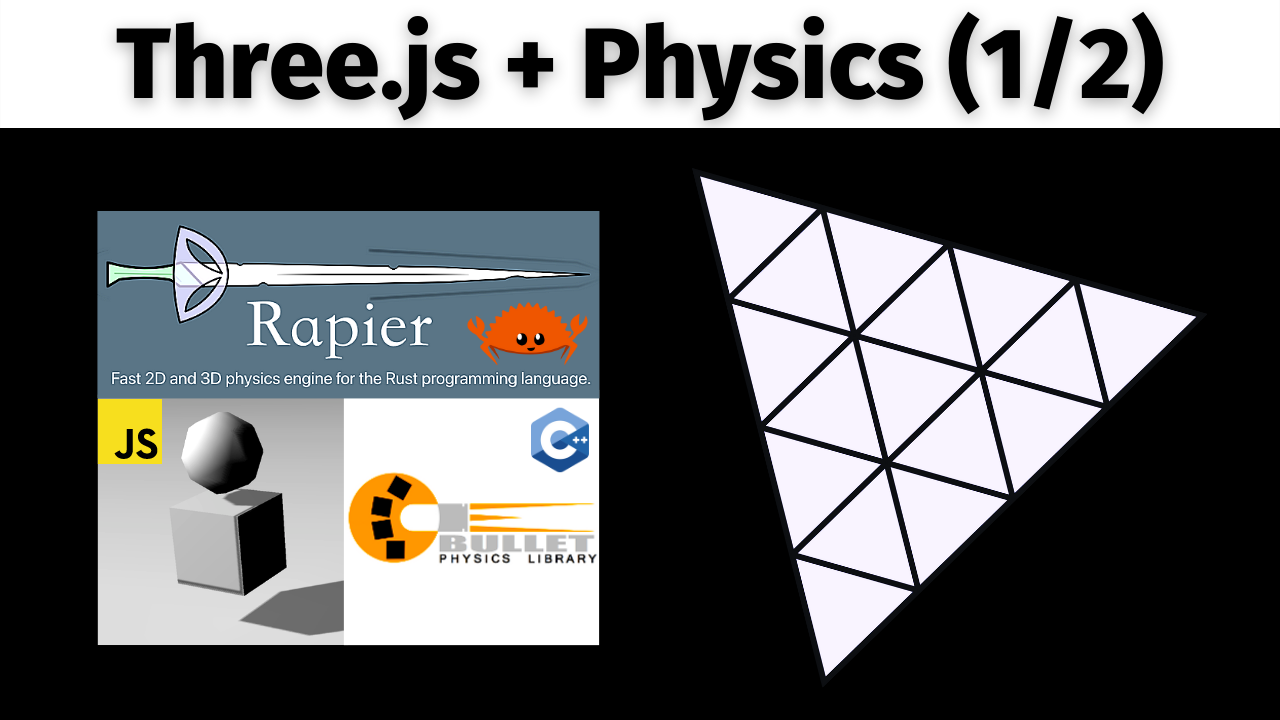 Three.js + Physics (1/2)
Rapier
Fast 2D and 3D physics engine for the Rust programming language.
JS
C++
BULLET
PHYSICS LIBRARY